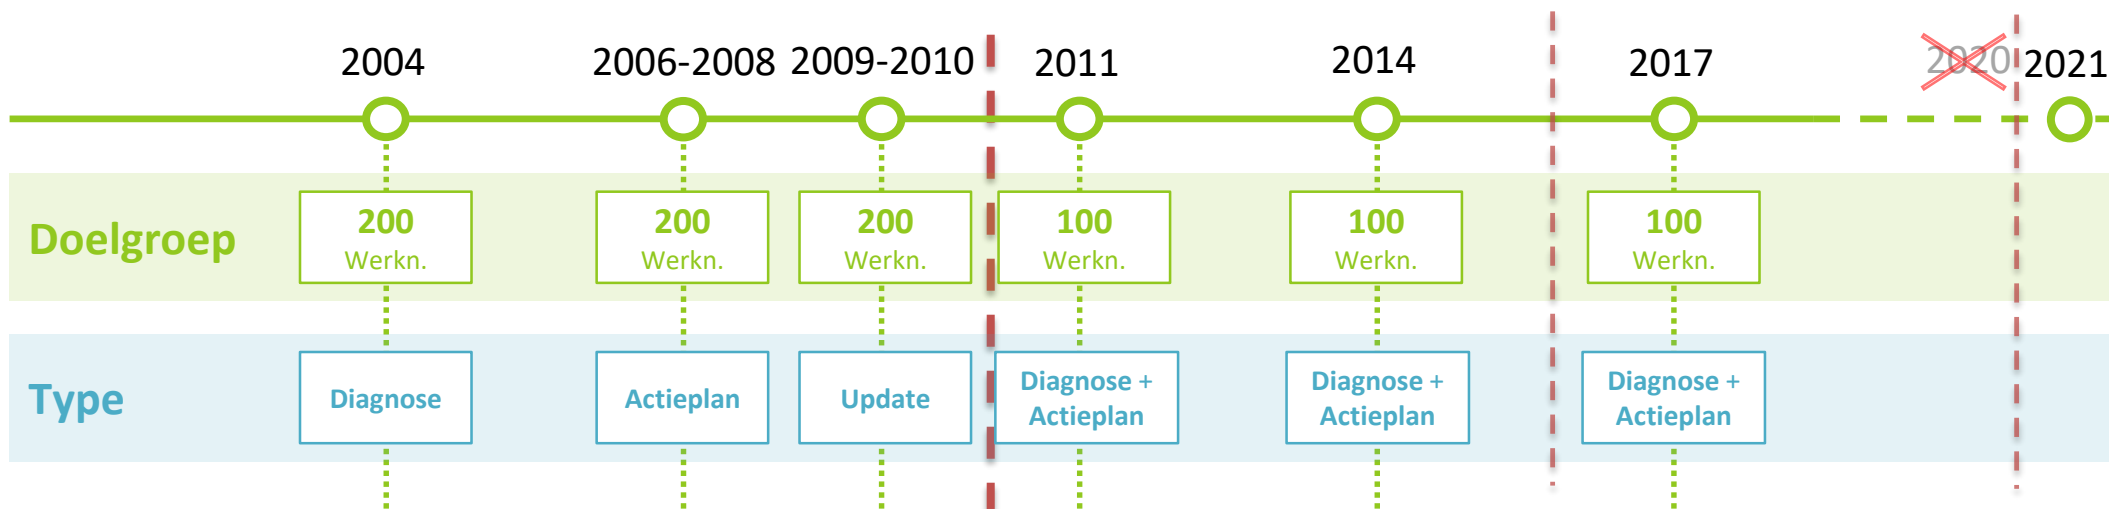 2004 2006-2008 2009-2010 2011 2014 2017 2020 2021
Doelgroep
200
Werkn.
200
Werkn.
200
Werkn.
100
Werkn.
100
Werkn.
100
Werkn.
Type
Diagnose
Actieplan
Update
Diagnose +
Actieplan
Diagnose +
Actieplan
Diagnose +
Actieplan